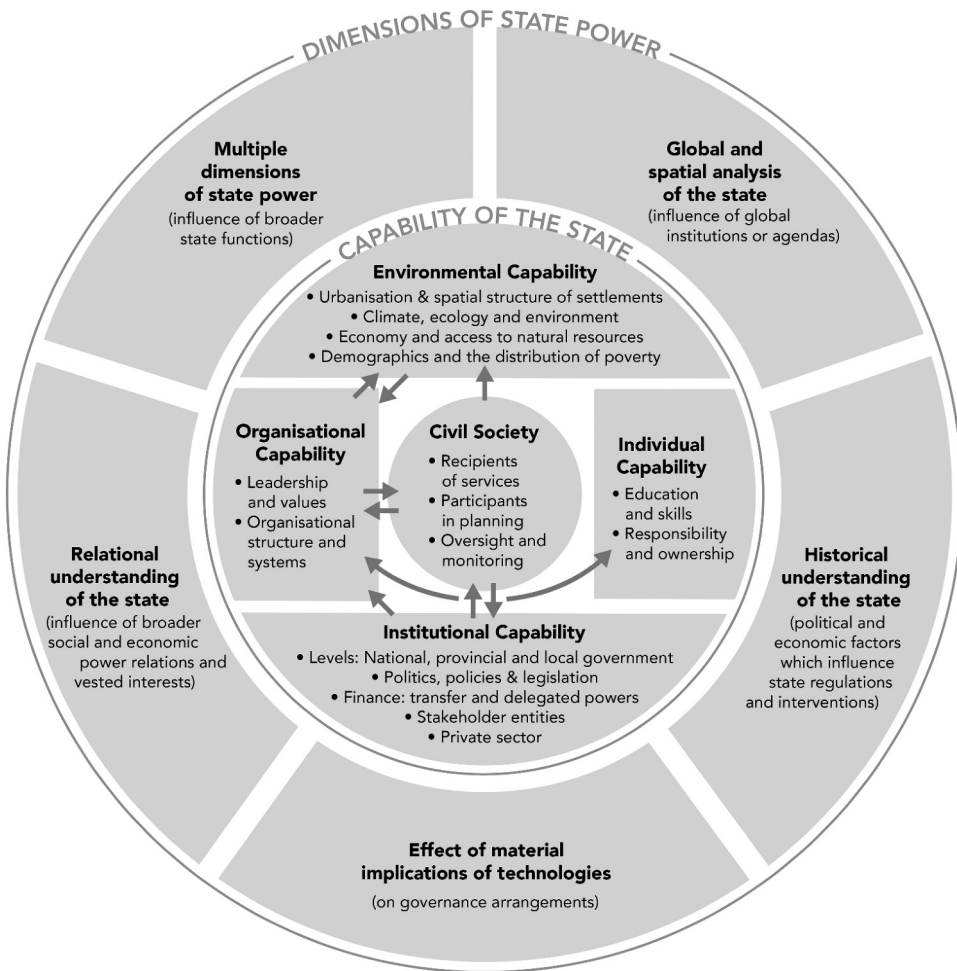 DIMENSIONS OF STATE POWER
Multiple
dimensions
of state power
(influence of broader
state functions)
Global and
spatial analysis
of the state
(influence of global
institutions or agendas)
CAPABILITY OF THE STATE
Environmental Capability
• Urbanisation & spatial structure of settlements
• Climate, ecology and environment
• Economy and access to natural resources
• Demographics and the distribution of poverty
Organisational
Capability
• Leadership
and values
• Organisational
structure and
systems
Civil Society
• Recipients
of services
• Participants
in planning
• Oversight and
monitoring
Individual
Capability
• Education
and skills
• Responsibility
and ownership
Relational
understanding
of the state
(influence of broader
social and economic
power relations and
vested interests)
Historical
understanding
of the state
(political and
economic factors
which influence
state regulations
and interventions)
Institutional Capability
• Levels: National, provincial and local government
• Politics, policies & legislation
• Finance: transfer and delegated powers
• Stakeholder entities
• Private sector
Effect of material
implications of technologies
(on governance arrangements)